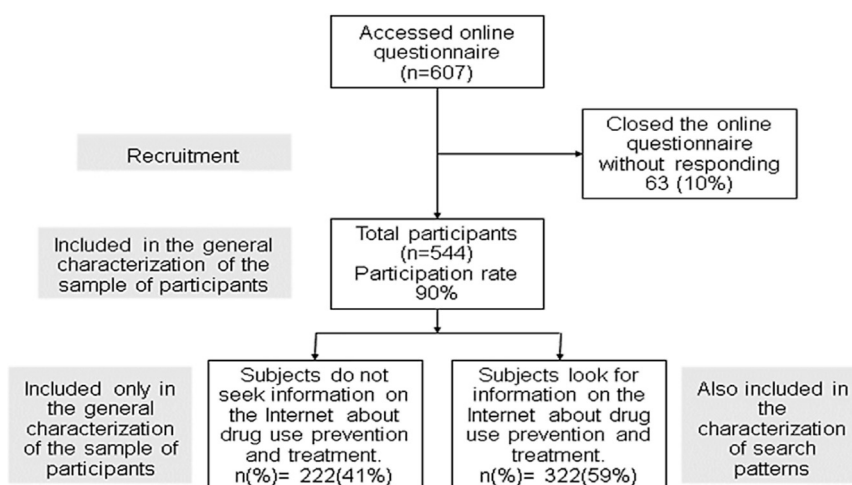 Accessed online
questionnaire
(n=607)
Recruitment
Closed the online
questionnaire
without responding
63 (10%)
Included in the general
characterization of the
sample of participants
Total participants
(n=544)
Participation rate
90%
Included only in
the general
characterization
of the sample of
participants
Subjects do not
seek information on
the Internet about
drug use prevention
and treatment.
n(%)= 222(41%)
Subjects look for
information on the
Internet about drug
use prevention and
treatment.
n(%)= 322(59%)
Also included in
the
characterization
of search
patterns